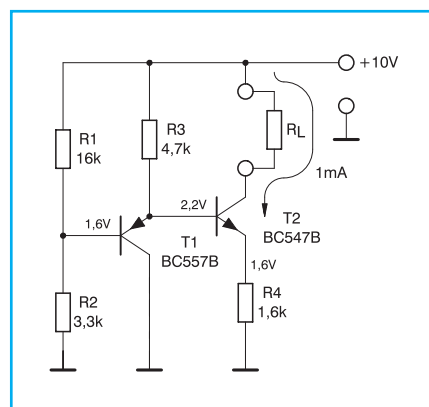 +10V
R1
16k
R3
4,7k
RL
1mA
1,6V
2,2V
T1
BC557B
T2
BC547B
1,6V
R2
3,3k
R4
1,6k